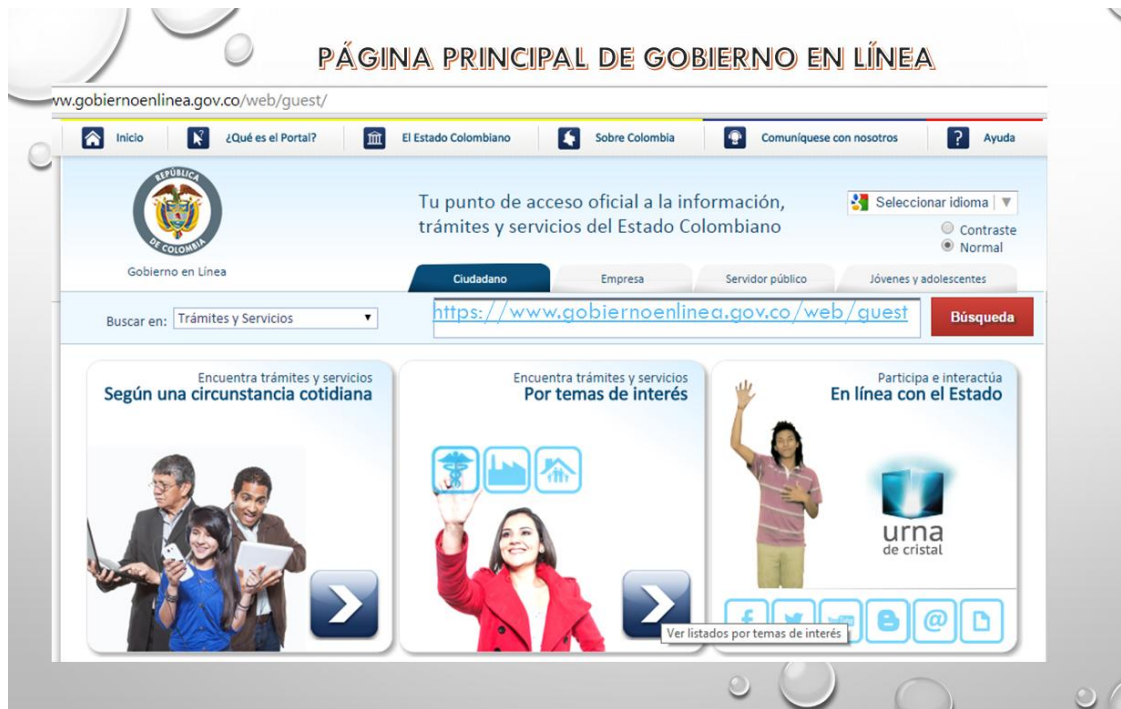 PÁGINA PRINCIPAL DE GOBIERNO EN LÍNEA
ww.gobiernoenlinea.gov.co/web/guest/
Inicio
¿Qué es el Portal?
El Estado Colombiano
Sobre Colombia
Comuníquese con nosotros
? Ayuda
REPÚBLICA
DE COLOMBIA
Gobierno en Línea
Tu punto de acceso oficial a la información,
trámites y servicios del Estado Colombiano
Seleccionar idioma
Contraste
Normal
Ciudadano
Empresa
Servidor público
Jóvenes y adolescentes
Buscar en: Trámites y Servicios
https://www.gobiernoenlinea.gov.co/web/guest
Búsqueda
Encuentra trámites y servicios
Según una circunstancia cotidiana
Encuentra trámites y servicios
Por temas de interés
Participa e interactúa
En línea con el Estado
urna
de cristal
Ver listados por temas de interés